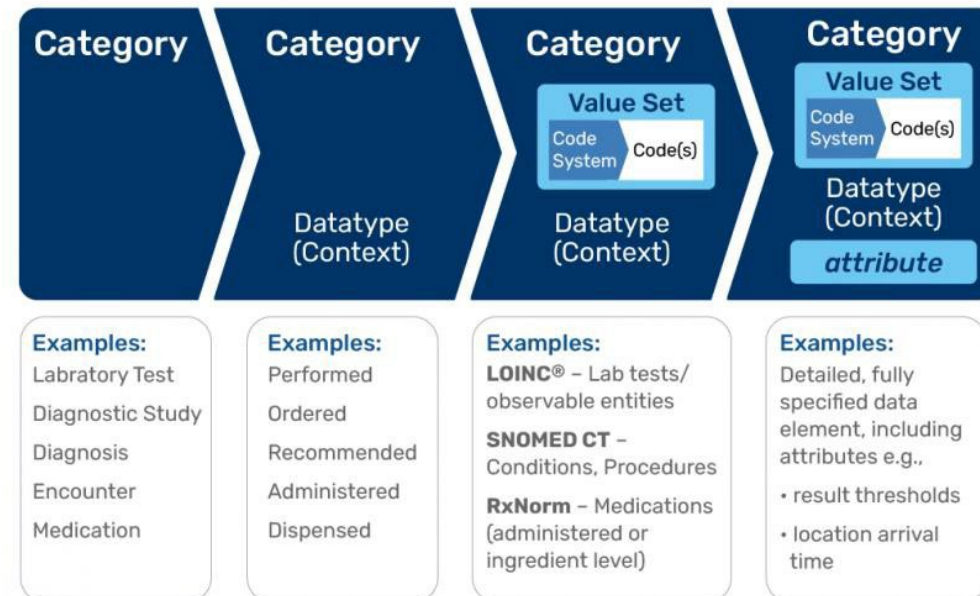 Category
Category
Datatype
(Context)
Category
Value Set
Code
System
Code(s)
Datatype
(Context)
Category
Value Set
Code
System
Code(s)
Datatype
(Context)
attribute
Examples:
Labratory Test
Diagnostic Study
Diagnosis
Encounter
Medication
Examples:
Performed
Ordered
Recommended
Administered
Dispensed
Examples:
LOINC® – Lab tests/
observable entities
SNOMED CT –
Conditions, Procedures
RxNorm – Medications
(administered or
ingredient level)
Examples:
Detailed, fully
specified data
element, including
attributes e.g.,
• result thresholds
• location arrival
time